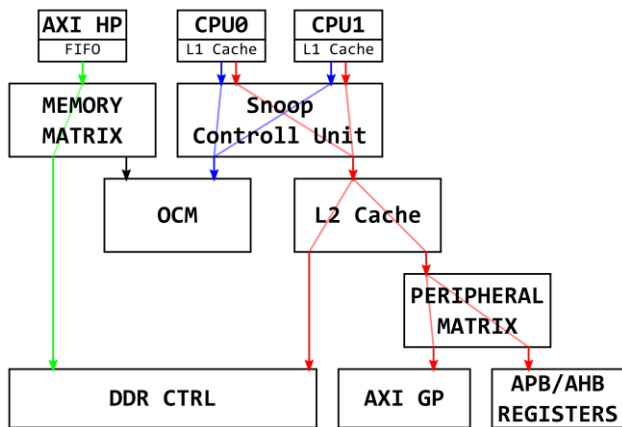 AXI HP
FIFO
CPU0
L1 Cache
CPU1
L1 Cache
MEMORY
MATRIX
Snoop
Controll Unit
OCM
L2 Cache
PERIPHERAL
MATRIX
DDR CTRL
AXI GP
APB/AHB
REGISTERS